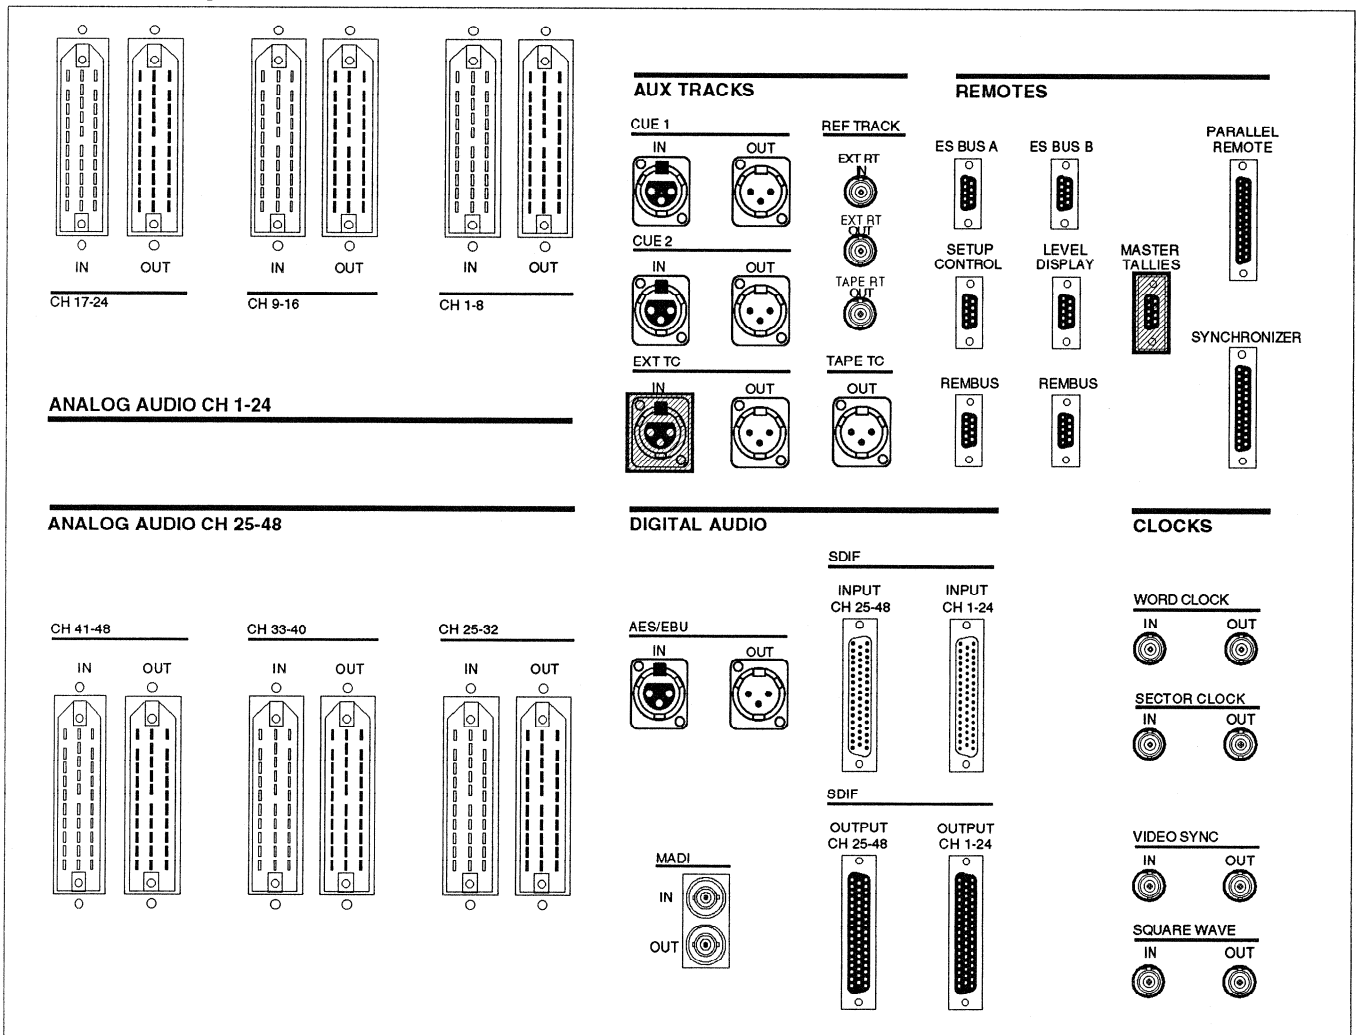 IN OUT IN OUT IN OUT
CH 17-24 CH 9-16 CH 1-8
ANALOG AUDIO CH 1-24
ANALOG AUDIO CH 25-48
CH 41-48 CH 33-40 CH 25-32
IN OUT IN OUT IN OUT
AUX TRACKS
CUE 1
IN OUT
CUE 2
IN OUT
EXT TC
IN OUT
REF TRACK
EXT RT
IN
EXT RT
OUT
TAPE RT
OUT
TAPE TC
OUT
REMOTES
ES BUS A
ES BUS B
PARALLEL
REMOTE
SETUP
CONTROL
LEVEL
DISPLAY
MASTER
TALLIES
SYNCHRONIZER
REMBUS
REMBUS
DIGITAL AUDIO
SDIF
INPUT
CH 25-48
INPUT
CH 1-24
AES/EBU
IN OUT
SDIF
OUTPUT
CH 25-48
OUTPUT
CH 1-24
MADI
IN
OUT
CLOCKS
WORD CLOCK
IN OUT
SECTOR CLOCK
IN OUT
VIDEO SYNC
IN OUT
SQUARE WAVE
IN OUT